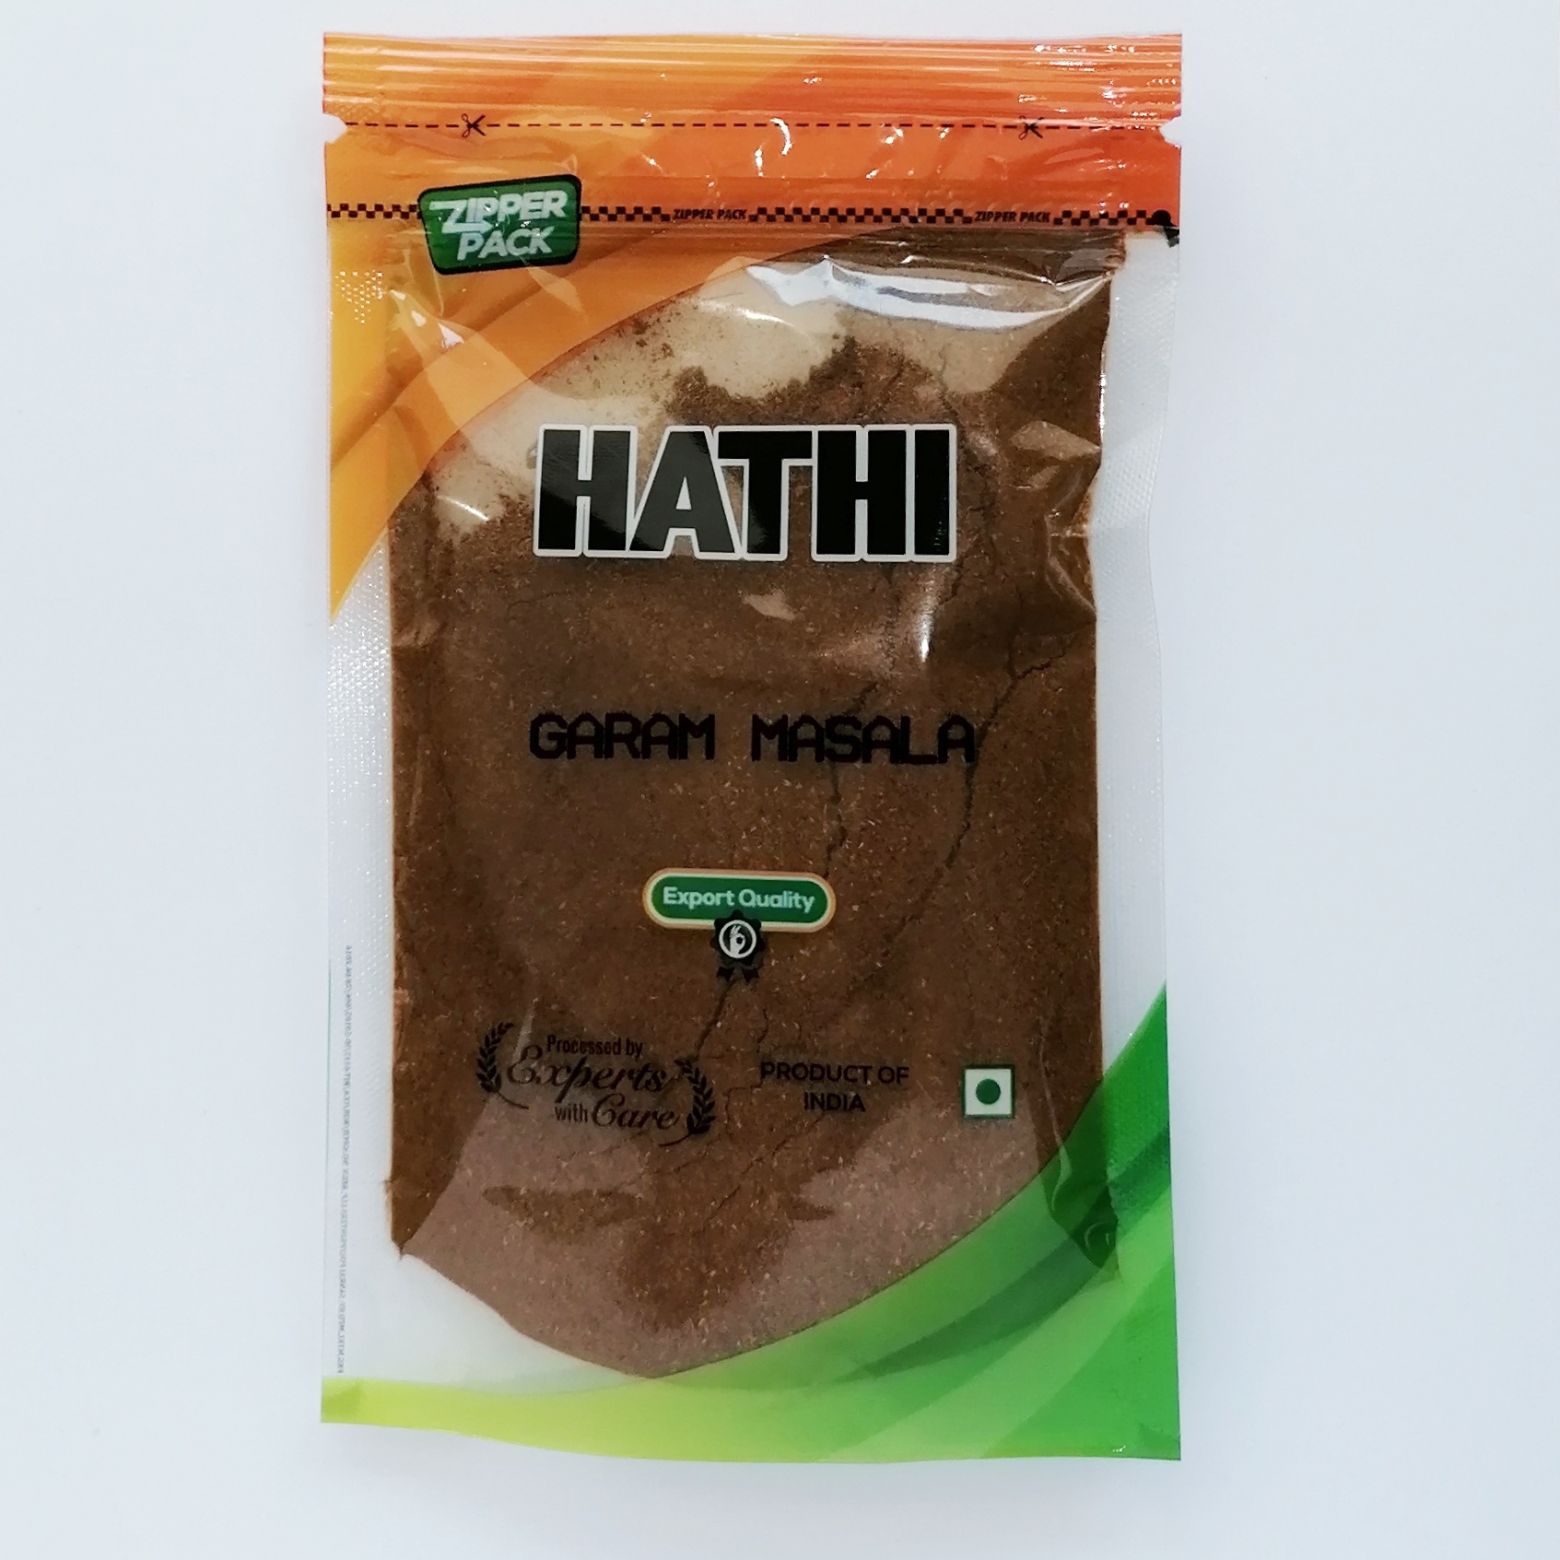 ZIPPER
PACK
ZIPPER PACK
ZIPPER PACK
HATHI
GARAM MASALA
Export Quality
Processed by
Experts
with Care
PRODUCT OF
INDIA